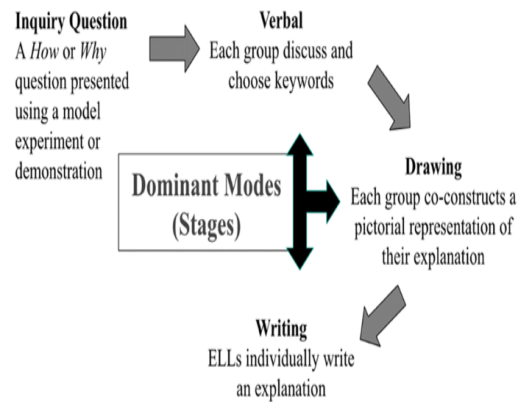 Inquiry Question
A How or Why
question presented
using a model
experiment or
demonstration
Verbal
Each group discuss and
choose keywords
Drawing
Each group co-constructs a
pictorial representation of
their explanation
Dominant Modes
(Stages)
Writing
ELLs individually write
an explanation